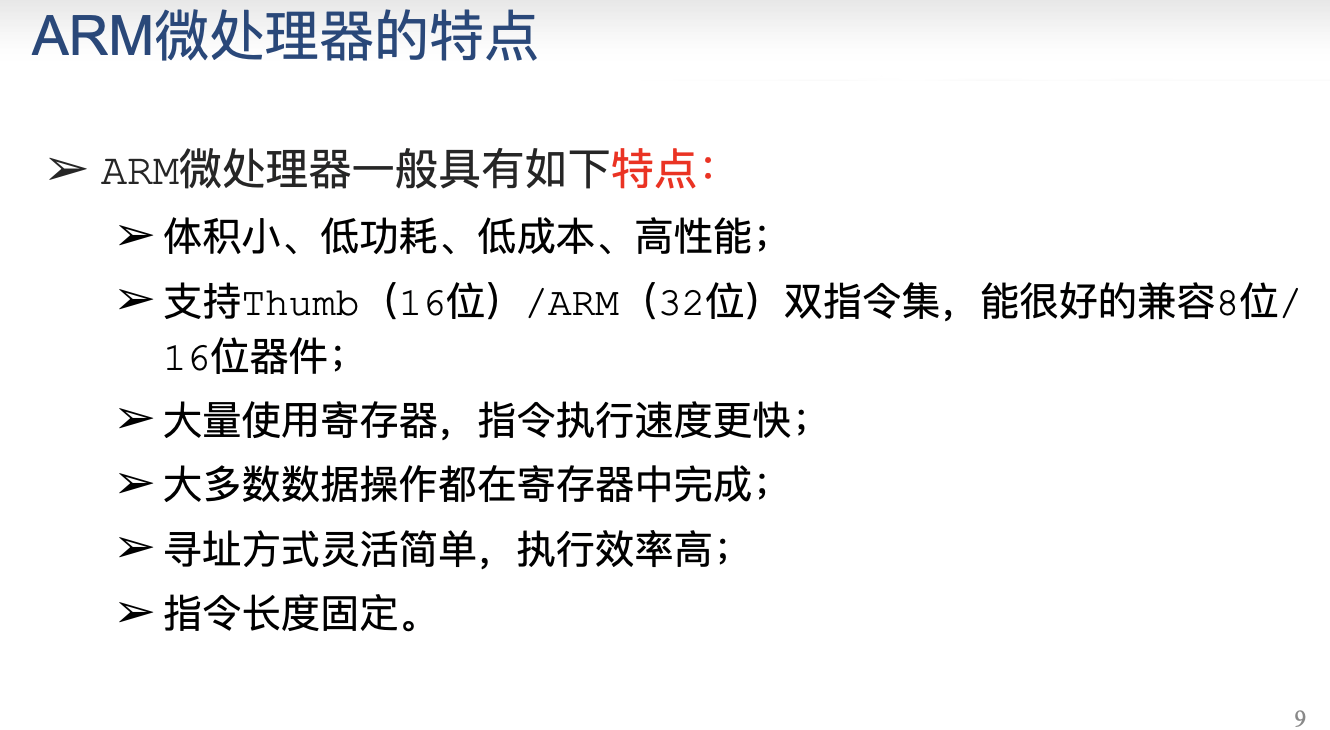 ARM微处理器的特点
➢ ARM微处理器一般具有如下特点：
➢ 体积小、低功耗、低成本、高性能；
➢ 支持Thumb（16位）/ARM（32位）双指令集，能很好的兼容8位/
16位器件；
➢ 大量使用寄存器，指令执行速度更快；
➢ 大多数数据操作都在寄存器中完成；
➢ 寻址方式灵活简单，执行效率高；
➢ 指令长度固定。
9